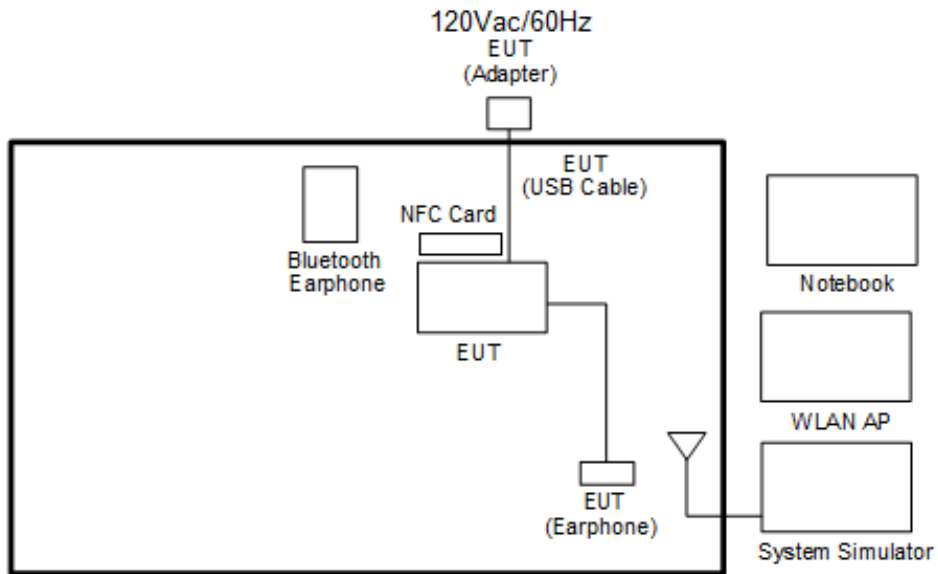 120Vac/60Hz
EUT
(Adapter)
EUT
(USB Cable)
NFC Card
Bluetooth
Earphone
EUT
Notebook
WLAN AP
EUT
(Earphone)
System Simulator